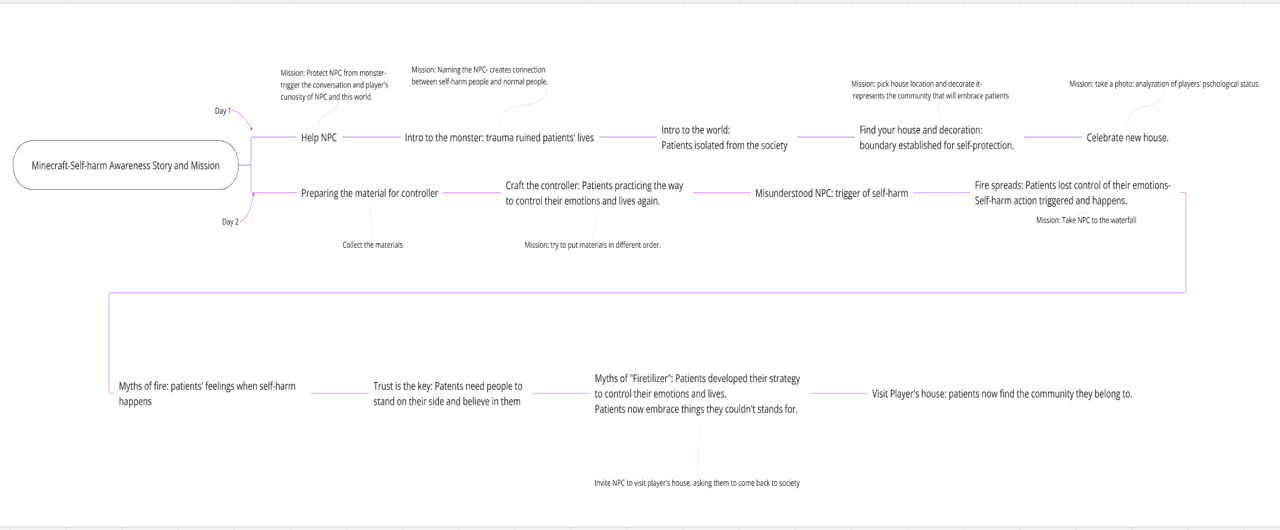 Mission: Protect NPC from monster-
trigger the conversation and player's
curiosity of NPC and this world.
Mission: Naming the NPC- creates connection
between self-harm people and normal people.
Mission: pick house location and decorate it-
represents the community that will embrace patients
Mission: take a photo: analyzation of players' pschological status.
Day 1
Help NPC
Intro to the monster: trauma ruined patients' lives
Intro to the world:
Patients isolated from the society
Find your house and decoration:
boundary established for self-protection.
Celebrate new house.
Minecraft-Self-harm Awareness Story and Mission
Preparing the material for controller
Craft the controller: Patients practicing the way
to control their emotions and lives again.
Misunderstood NPC: trigger of self-harm
Fire spreads: Patients lost control of their emotions-
Self-harm action triggered and happens.
Day 2
Mission: Take NPC to the waterfall
Collect the materials
Mission: try to put materials in different order.
Myths of fire: patients' feelings when self-harm
happens
Trust is the key: Patents need people to
stand on their side and believe in them
Myths of "Firetilizer": Patients developed their strategy
to control their emotions and lives.
Patients now embrace things they couldn't stands for.
Visit Player's house: patients now find the community they belong to.
Invite NPC to visit player's house: asking them to come back to society